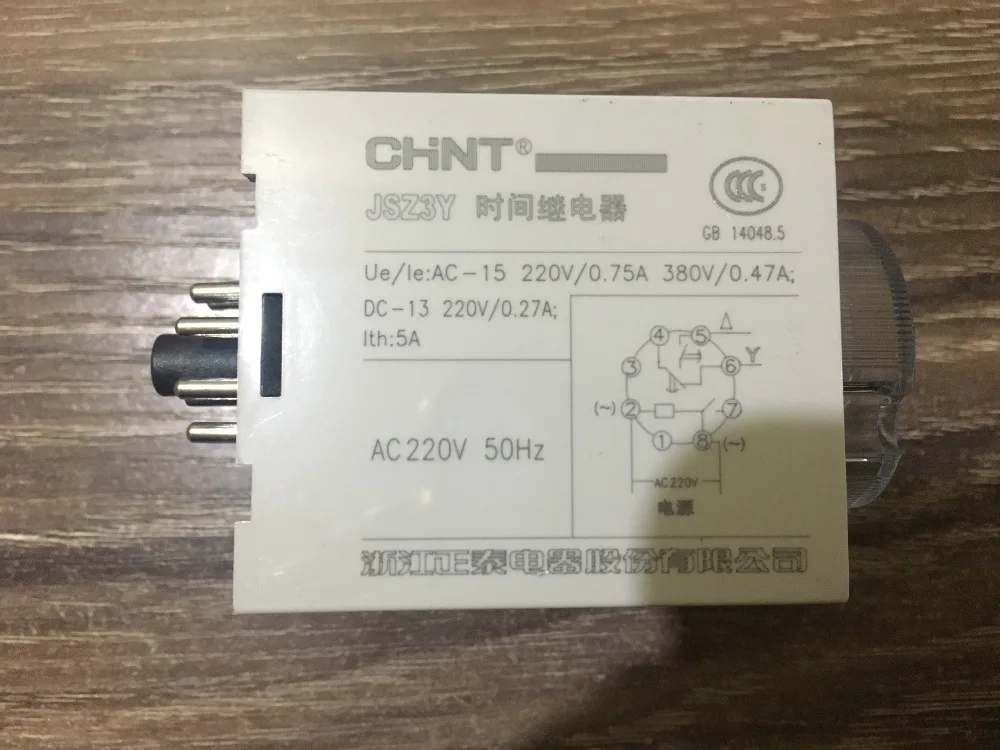 CHINT®
JSZ3Y 时间继电器
CCC S
GB 14048.5
Ue/Ie:AC-15 220V/0.75A 380V/0.47A;
DC-13 220V/0.27A;
Ith:5A
AC220V 50Hz
④ ⑤ Δ
③ ⑥ Y
(~)② ⑦
① ⑧(~)
AC220V
电源
浙江正泰电器股份有限公司